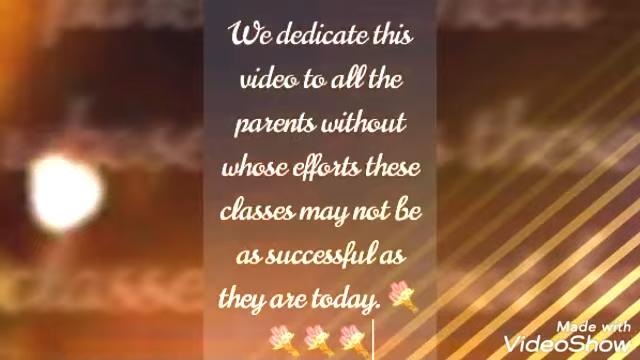 We dedicate this
video to all the
parents without
whose efforts these
classes may not be
as successful as
they are today. 💐
💐💐💐
Made with
VideoShow